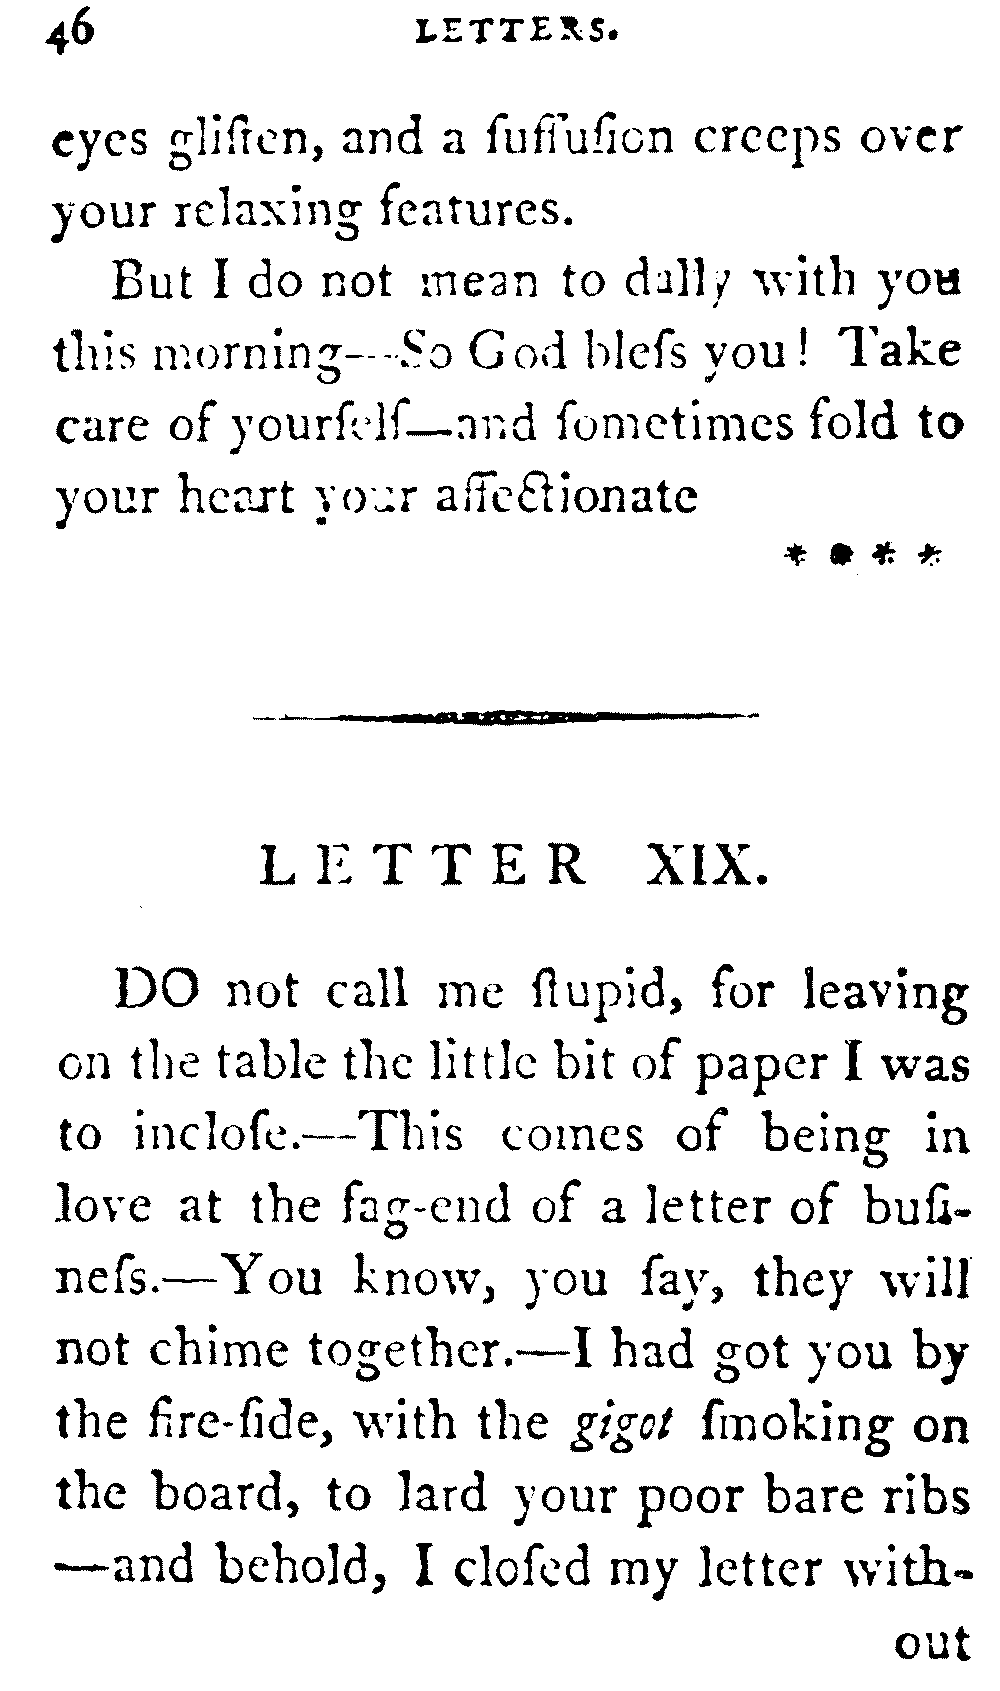 46 LETTERS.
eyes gliſten, and a ſuffuſion creeps over
your relaxing features.
But I do not mean to dally with you
this morning---So God bleſs you! Take
care of yourſelf—and ſometimes fold to
your heart your affectionate
* * * *
LETTER XIX.
DO not call me ſtupid, for leaving
on the table the little bit of paper I was
to incloſe.—This comes of being in
love at the fag-end of a letter of buſi-
neſs.—You know, you ſay, they will
not chime together.—I had got you by
the fire-ſide, with the gigot ſmoking on
the board, to lard your poor bare ribs
—and behold, I cloſed my letter with-
out